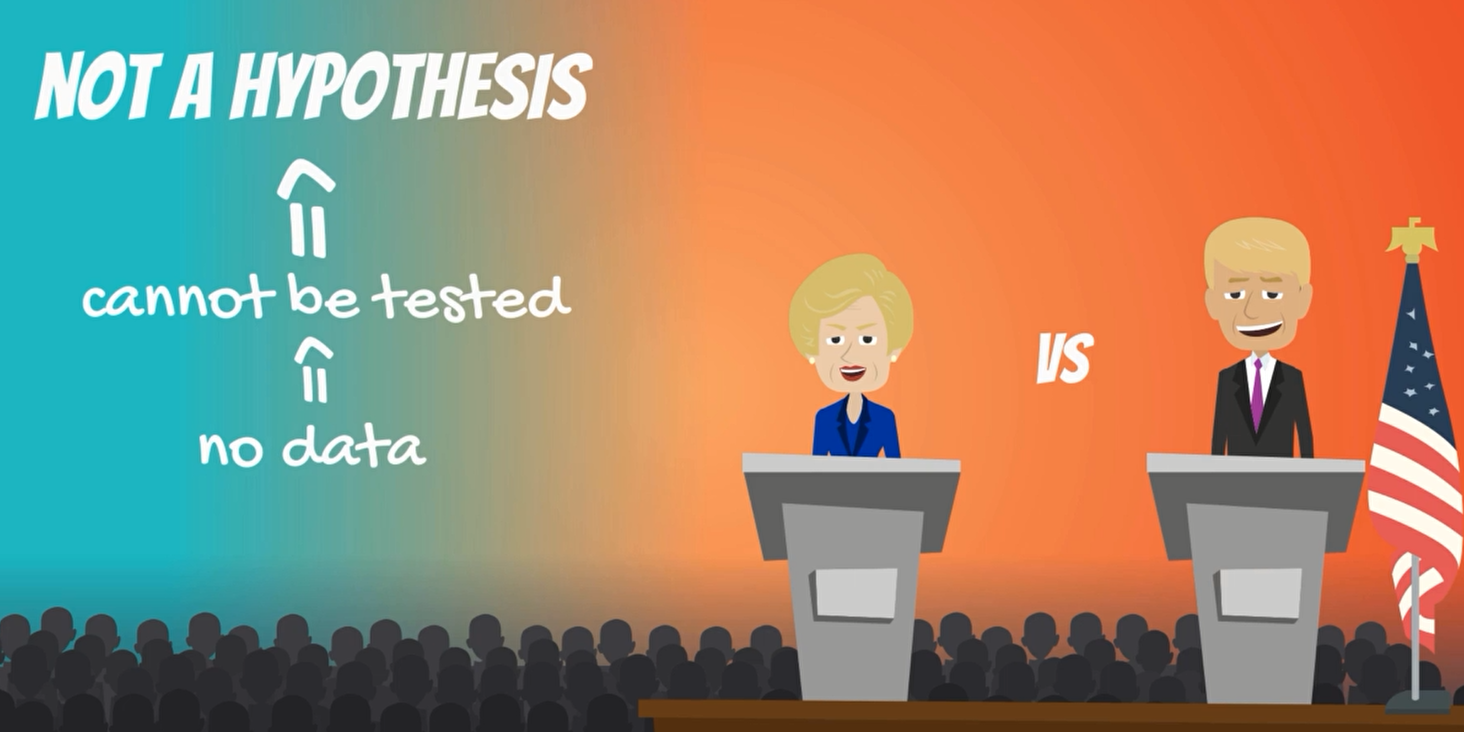 NOT A HYPOTHESIS
cannot be tested
no data
VS